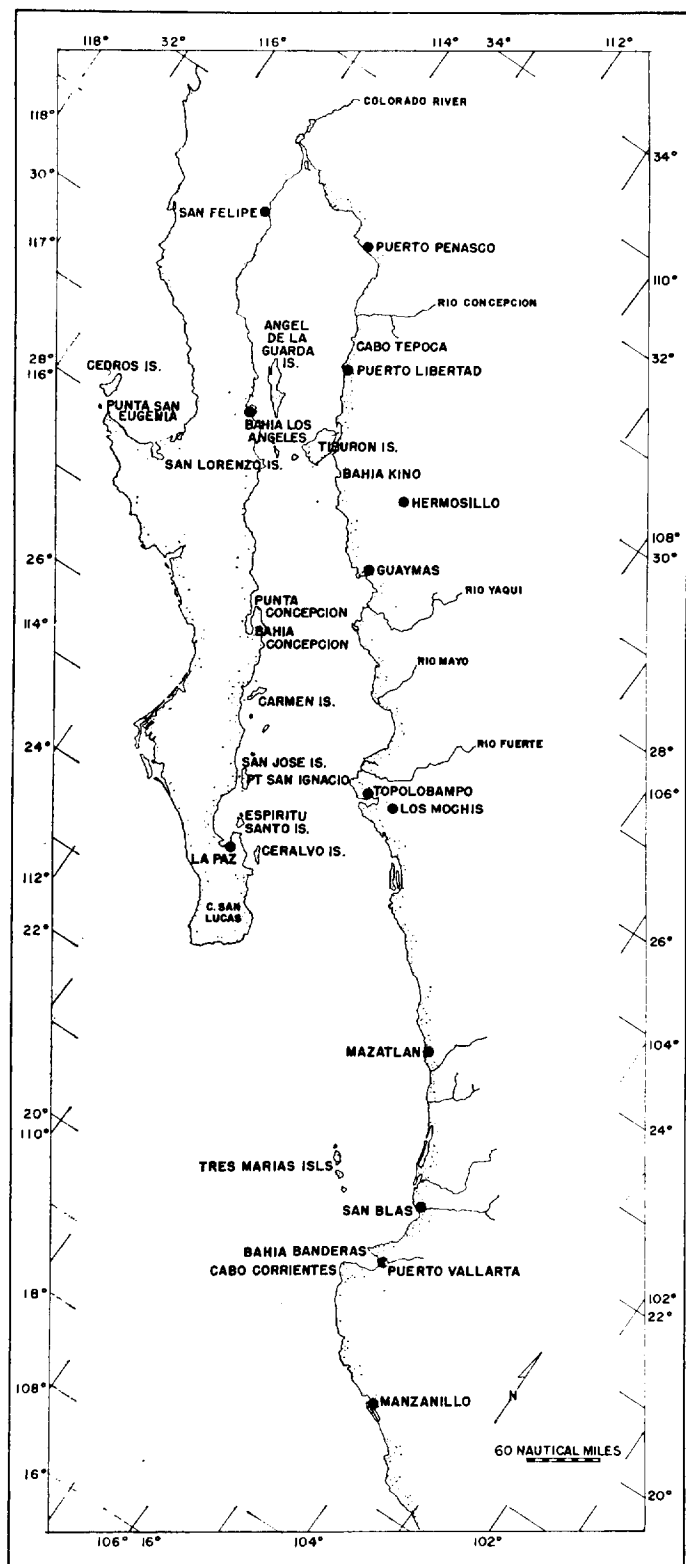 118° 32° 116° 114° 34° 112°
COLORADO RIVER
118°
34°
30°
SAN FELIPE
117°
PUERTO PENASCO
110°
RIO CONCEPCION
ANGEL
DE LA
GUARDA
IS.
CABO TEPOCA
32°
28°
116°
CEDROS IS.
PUERTO LIBERTAD
PUNTA SAN
EUGENIA
BAHIA LOS
ANGELES
TIBURON IS.
SAN LORENZO IS.
BAHIA KINO
HERMOSILLO
108°
30°
26°
GUAYMAS
RIO YAQUI
PUNTA
CONCEPCION
114°
BAHIA
CONCEPCION
RIO MAYO
CARMEN IS.
24°
RIO FUERTE
28°
SAN JOSE IS.
PT SAN IGNACIO
TOPOLOBAMPO
106°
LOS MOCHIS
ESPIRITU
SANTO IS.
LA PAZ
CERALVO IS.
112°
C. SAN
LUCAS
22°
26°
MAZATLAN
104°
20°
110°
24°
TRES MARIAS ISLS
SAN BLAS
BAHIA BANDERAS
CABO CORRIENTES
PUERTO VALLARTA
18°
102°
22°
108°
N
MANZANILLO
60 NAUTICAL MILES
16°
20°
106° 16° 104° 102°